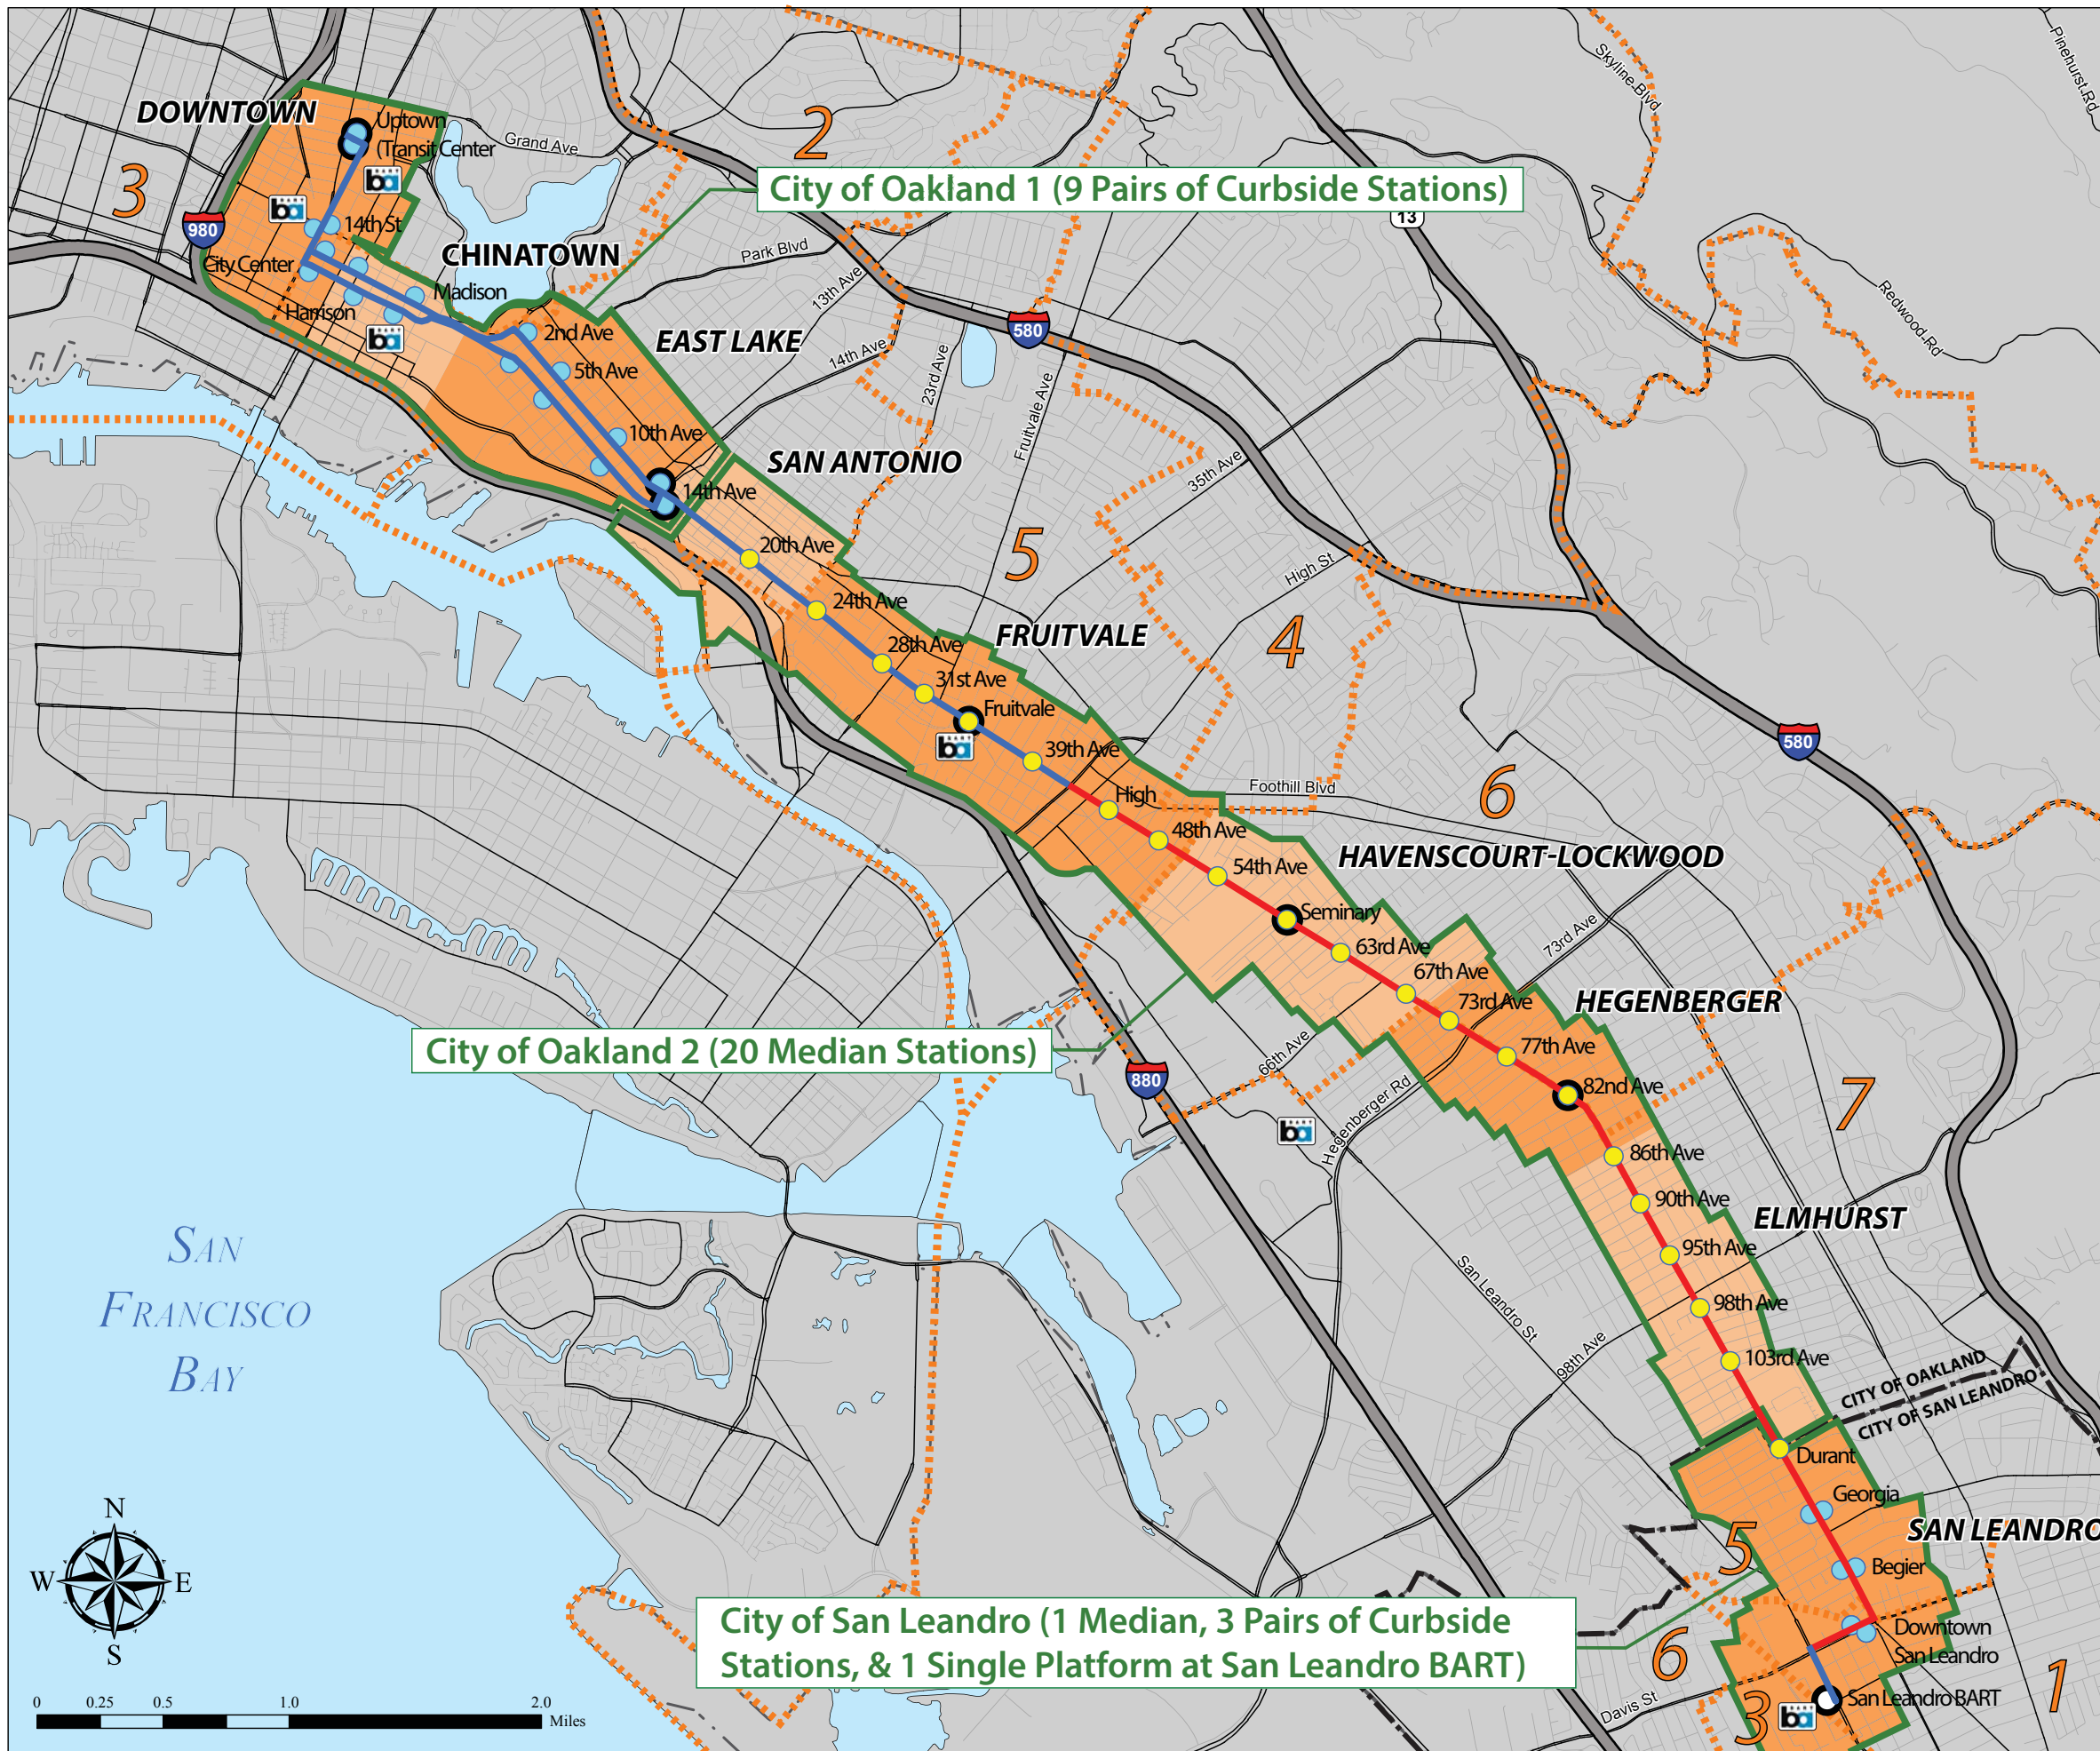 DOWNTOWN
Uptown
(Transit Center
Grand Ave
2
3
Skyline Blvd
Pinehurst Rd
City of Oakland 1 (9 Pairs of Curbside Stations)
13
980
14th St
CHINATOWN
City Center
Madison
Harrison
Park Blvd
13th Ave
2nd Ave
EAST LAKE
580
Redwood Rd
14th Ave
5th Ave
23rd Ave
Fruitvale Ave
10th Ave
SAN ANTONIO
35th Ave
14th Ave
20th Ave
5
High St
24th Ave
28th Ave
FRUITVALE
4
31st Ave
Fruitvale
39th Ave
580
High
Foothill Blvd
6
48th Ave
54th Ave
HAVENSCOURT-LOCKWOOD
Seminary
63rd Ave
73rd Ave
7
67th Ave
73rd Ave
HEGENBERGER
City of Oakland 2 (20 Median Stations)
77th Ave
66th Ave
880
82nd Ave
7
Hegenberger Rd
86th Ave
90th Ave
ELMHURST
95th Ave
San Leandro St
98th Ave
98th Ave
103rd Ave
SAN
FRANCISCO
BAY
CITY OF OAKLAND
CITY OF SAN LEANDRO
Durant
Georgia
5
SAN LEANDRO
Begier
N
W
E
S
City of San Leandro (1 Median, 3 Pairs of Curbside
Stations, & 1 Single Platform at San Leandro BART)
Downtown
San Leandro
6
1
San Leandro BART
3
Davis St
0 0.25 0.5 1.0 2.0
Miles